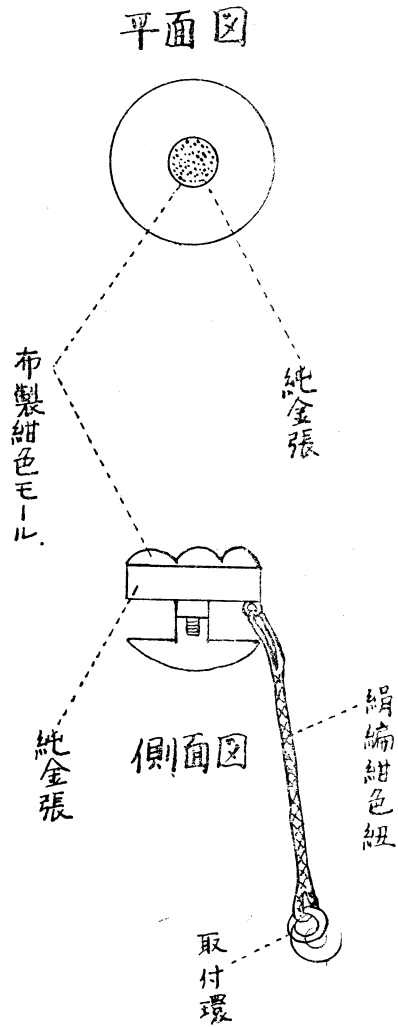 平面図
布製紺色モール.
純金張
純金張
側面図
絹編紺色紐
取付環